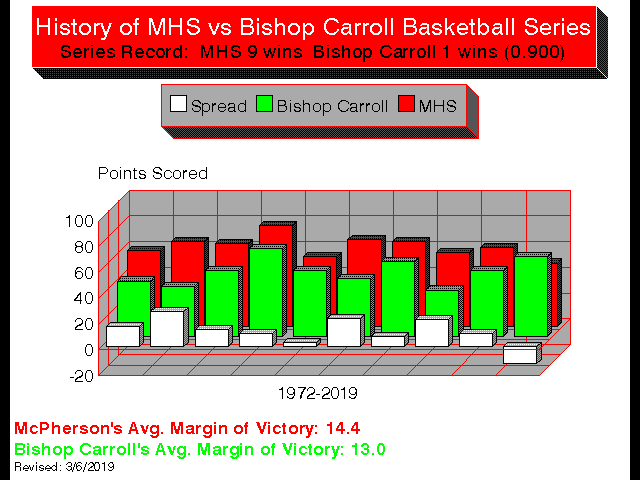 History of MHS vs Bishop Carroll Basketball Series
Series Record:  MHS 9 wins  Bishop Carroll 1 wins (0.900)
Spread Bishop Carroll MHS
Points Scored
100
80
60
40
20
0
-20
1972-2019
McPherson's Avg. Margin of Victory: 14.4
Bishop Carroll's Avg. Margin of Victory: 13.0
Revised: 3/6/2019